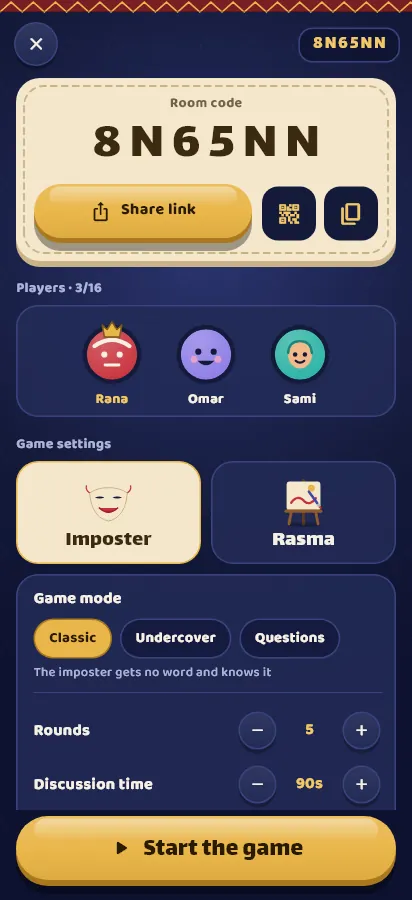 8N65NN
Room code
8N65NN
Share link
Players · 3/16
Rana
Omar
Sami
Game settings
Imposter
Rasma
Game mode
Classic
Undercover
Questions
The imposter gets no word and knows it
Rounds
− 5 +
Discussion time
− 90s +
Start the game